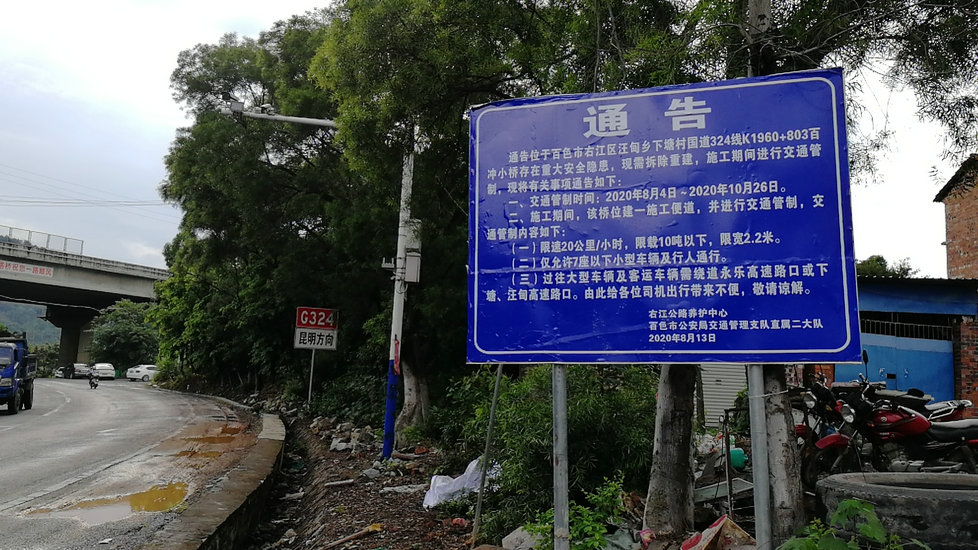 通告
通告位于百色市右江区汪甸乡下塘村国道324线K1960+803百
冲小桥存在重大安全隐患，现需拆除重建，施工期间进行交通管
制，现将有关事项通告如下：
一、交通管制时间：2020年8月4日~2020年10月26日。
二、施工期间，该桥位建一施工便道，并进行交通管制，交
通管制内容如下：
（一）限速20公里/小时，限载10吨以下，限宽2.2米。
（二）仅允许7座以下小型车辆及行人通行。
（三）过往大型车辆及客运车辆需绕道永乐高速路口或下
塘、汪甸高速路口。由此给各位司机出行带来不便，敬请谅解。
右江公路养护中心
百色市公安局交通管理支队直属二大队
2020年8月13日
G324
昆明方向
路桥祝您一路顺风